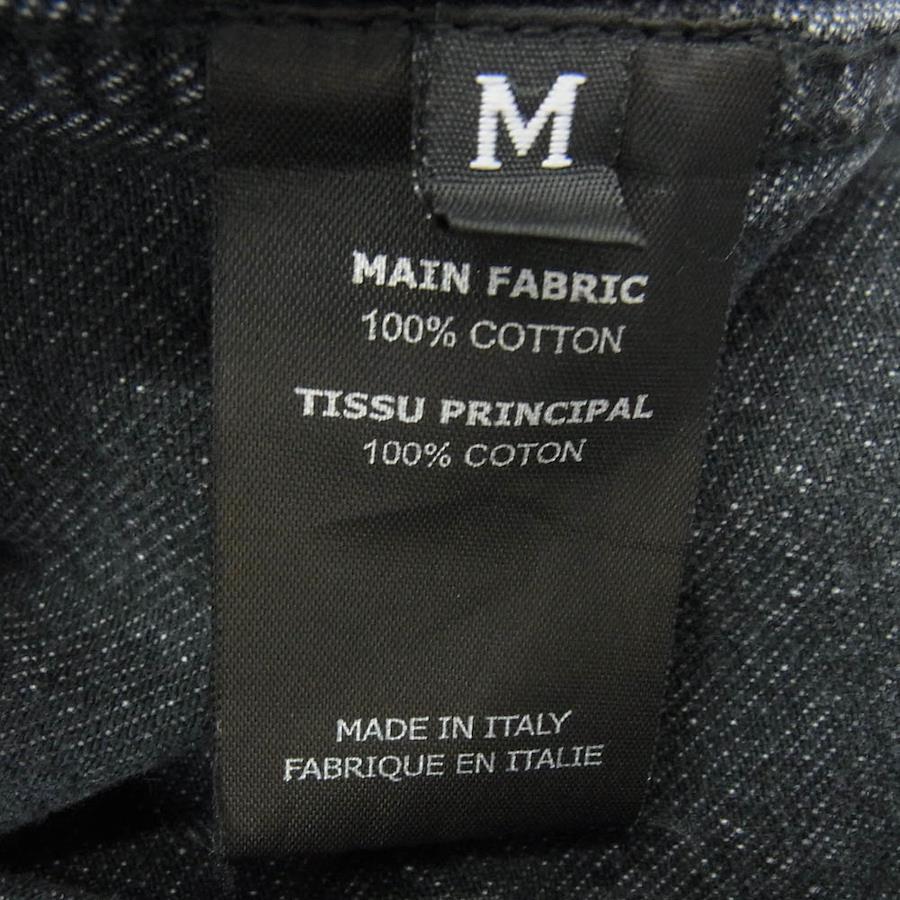 M
MAIN FABRIC
100% COTTON
TISSU PRINCIPAL
100% COTON
MADE IN ITALY
FABRIQUE EN ITALIE